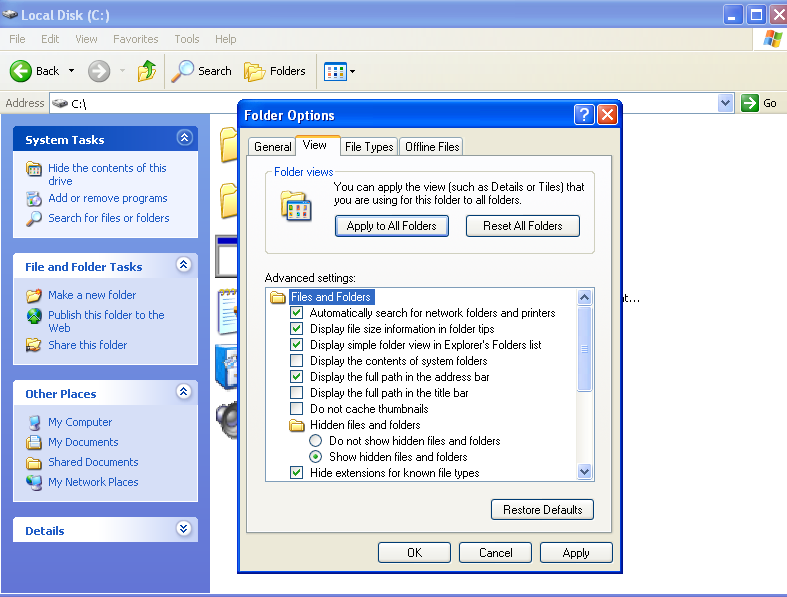 Local Disk (C:)
File Edit View Favorites Tools Help
Back Search Folders
Address C:\ Go
System Tasks
Hide the contents of this
drive
Add or remove programs
Search for files or folders
File and Folder Tasks
Make a new folder
Publish this folder to the
Web
Share this folder
Other Places
My Computer
My Documents
Shared Documents
My Network Places
Details
Folder Options
General View File Types Offline Files
Folder views
You can apply the view (such as Details or Tiles) that
you are using for this folder to all folders.
Apply to All Folders Reset All Folders
Advanced settings:
Files and Folders
Automatically search for network folders and printers
Display file size information in folder tips
Display simple folder view in Explorer's Folders list
Display the contents of system folders
Display the full path in the address bar
Display the full path in the title bar
Do not cache thumbnails
Hidden files and folders
Do not show hidden files and folders
Show hidden files and folders
Hide extensions for known file types
Restore Defaults
OK Cancel Apply